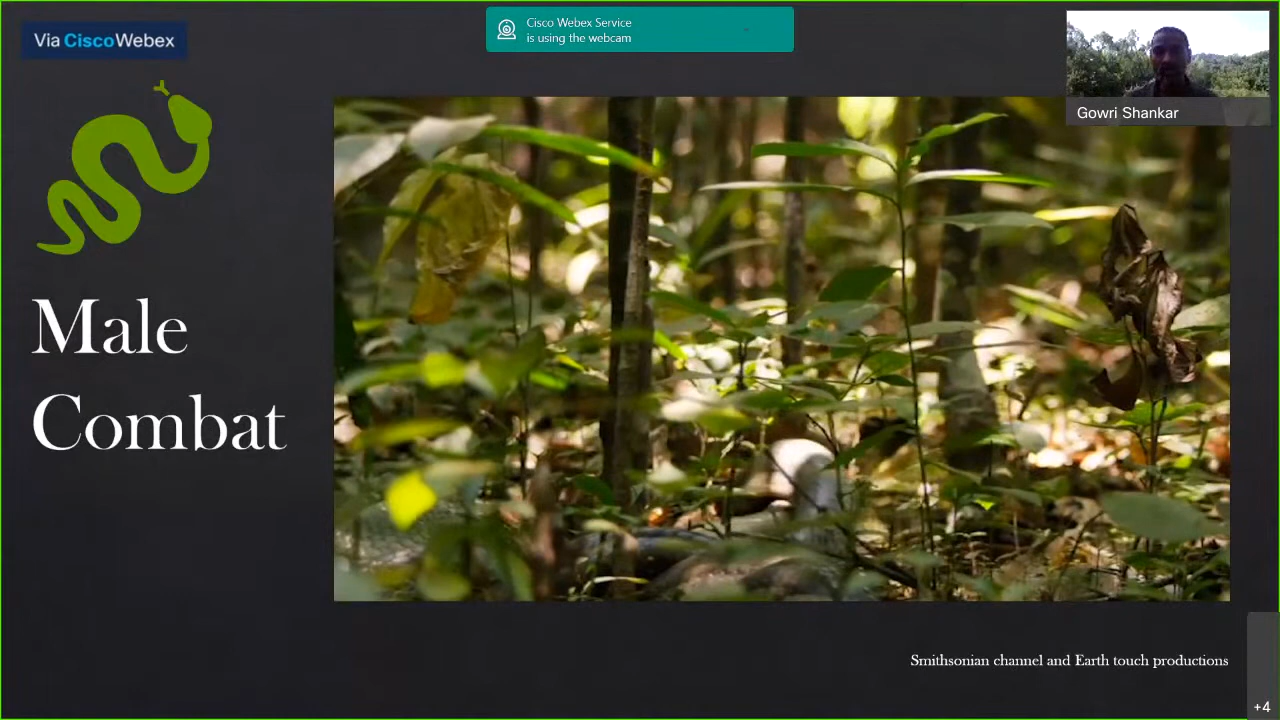 Via CiscoWebex
Cisco Webex Service
is using the webcam
Gowri Shankar
Male
Combat
Smithsonian channel and Earth touch productions
+4